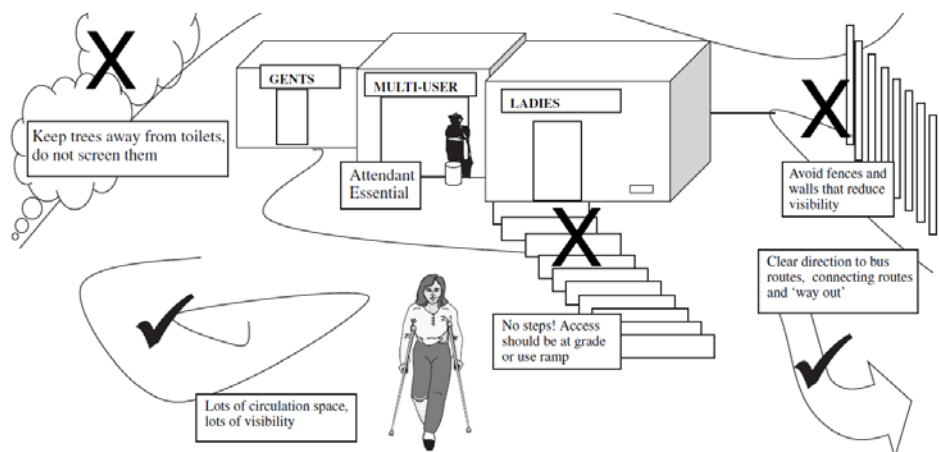 GENTS
MULTI-USER
LADIES
Keep trees away from toilets,
do not screen them
Attendant
Essential
Avoid fences and
walls that reduce
visibility
Clear direction to bus
routes, connecting routes
and ‘way out’
No steps! Access
should be at grade
or use ramp
Lots of circulation space,
lots of visibility